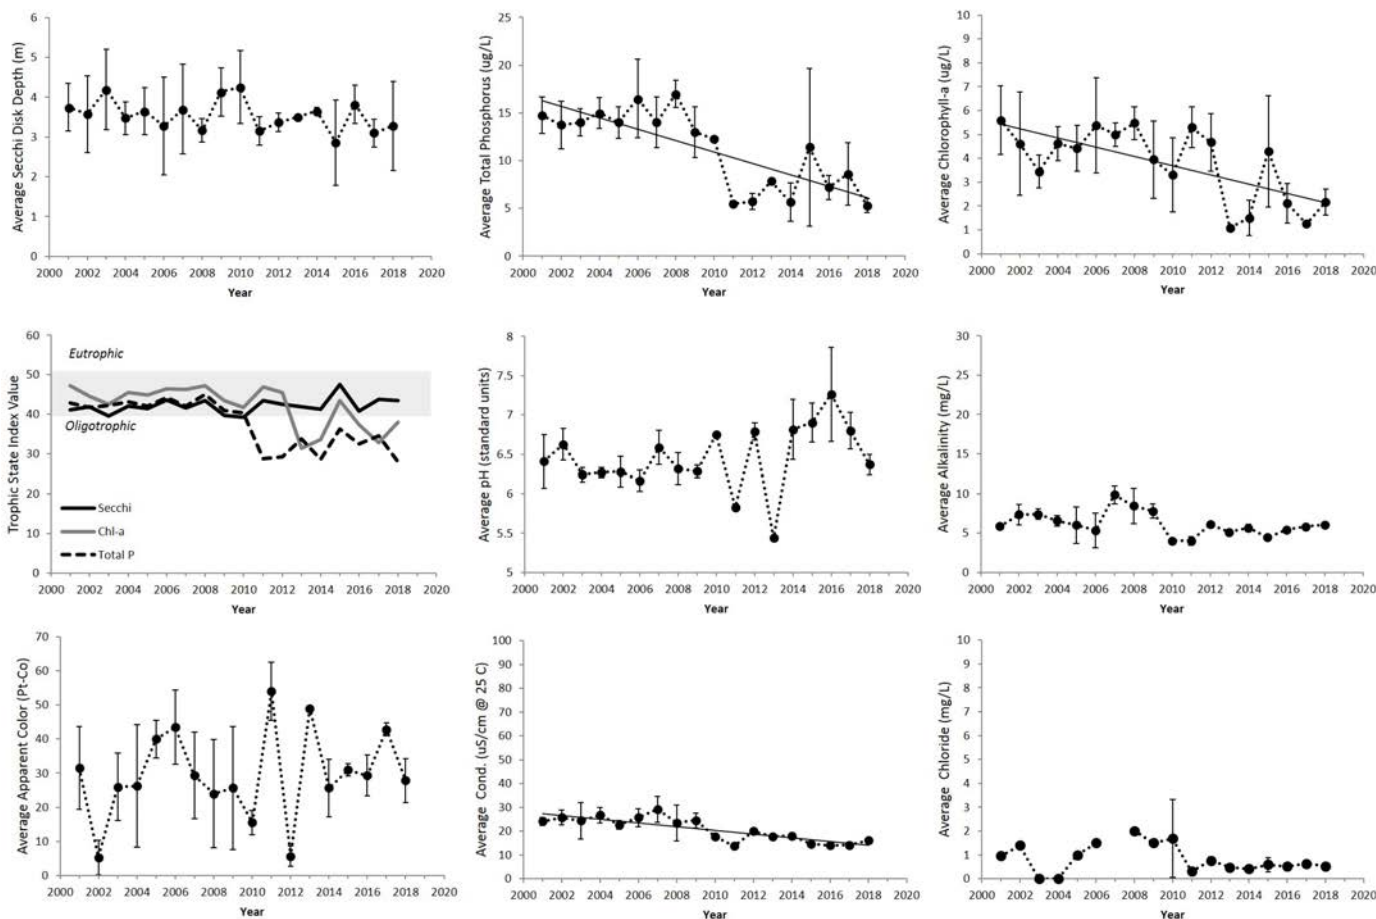 Average Secchi Disk Depth (m)
6
5
4
3
2
1
0
2000 2002 2004 2006 2008 2010 2012 2014 2016 2018 2020
Year
Average Total Phosphorus (ug/L)
25
20
15
10
5
0
2000 2002 2004 2006 2008 2010 2012 2014 2016 2018 2020
Year
Average Chlorophyll-a (ug/L)
10
9
8
7
6
5
4
3
2
1
0
2000 2002 2004 2006 2008 2010 2012 2014 2016 2018 2020
Year
Trophic State Index Value
60
50
40
30
20
10
0
Eutrophic
Oligotrophic
Secchi
Chl-a
Total P
2000 2002 2004 2006 2008 2010 2012 2014 2016 2018 2020
Year
Average pH (standard units)
8
7.5
7
6.5
6
5.5
5
2000 2002 2004 2006 2008 2010 2012 2014 2016 2018 2020
Year
Average Alkalinity (mg/L)
30
25
20
15
10
5
0
2000 2002 2004 2006 2008 2010 2012 2014 2016 2018 2020
Year
Average Apparent Color (Pt-Co)
70
60
50
40
30
20
10
0
2000 2002 2004 2006 2008 2010 2012 2014 2016 2018 2020
Year
Average Cond. (uS/cm @ 25 C)
100
90
80
70
60
50
40
30
20
10
0
2000 2002 2004 2006 2008 2010 2012 2014 2016 2018 2020
Year
Average Chloride (mg/L)
10
9
8
7
6
5
4
3
2
1
0
2000 2002 2004 2006 2008 2010 2012 2014 2016 2018 2020
Year